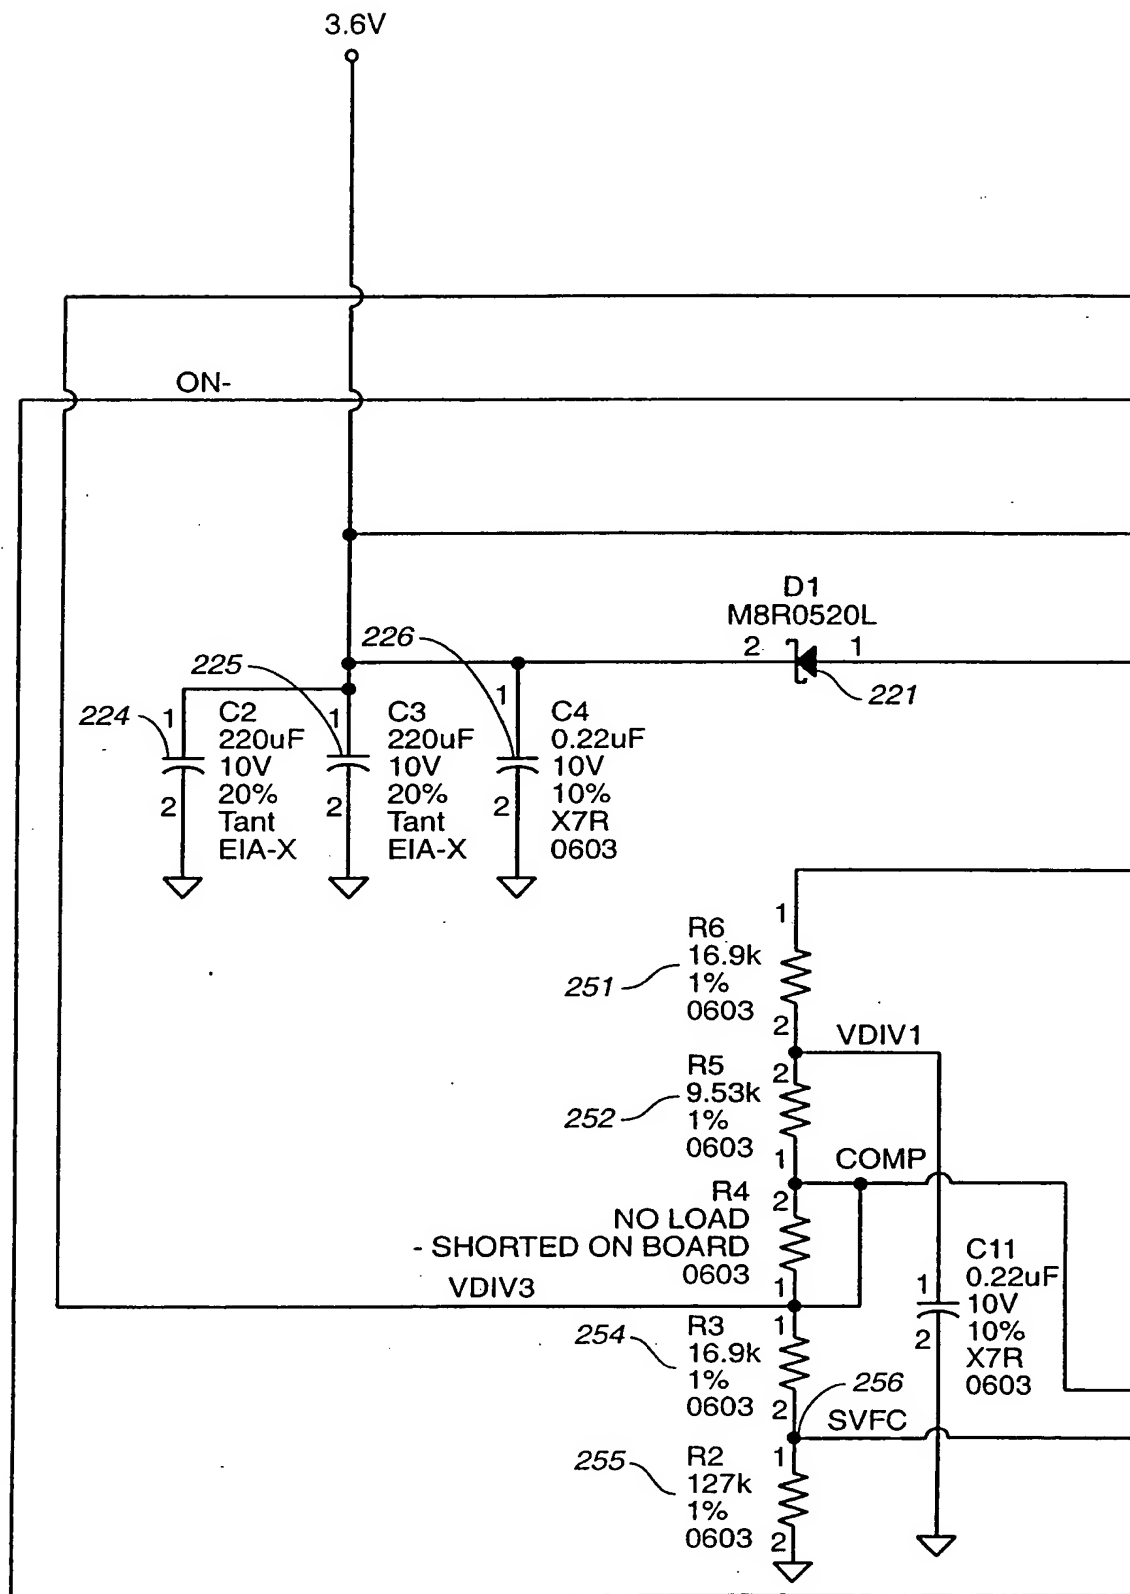 3.6V
ON-
D1
M8R0520L
2
1
221
226
225
224
1
C2
220uF
10V
20%
Tant
EIA-X
2
1
C3
220uF
10V
20%
Tant
EIA-X
2
1
C4
0.22uF
10V
10%
X7R
0603
2
1
R6
16.9k
1%
0603
251
2
VDIV1
2
R5
9.53k
1%
0603
252
1
COMP
2
R4
NO LOAD
- SHORTED ON BOARD
0603
1
VDIV3
1
C11
0.22uF
10V
10%
X7R
0603
2
1
R3
16.9k
1%
0603
254
2
256
SVFC
1
R2
127k
1%
0603
255
2